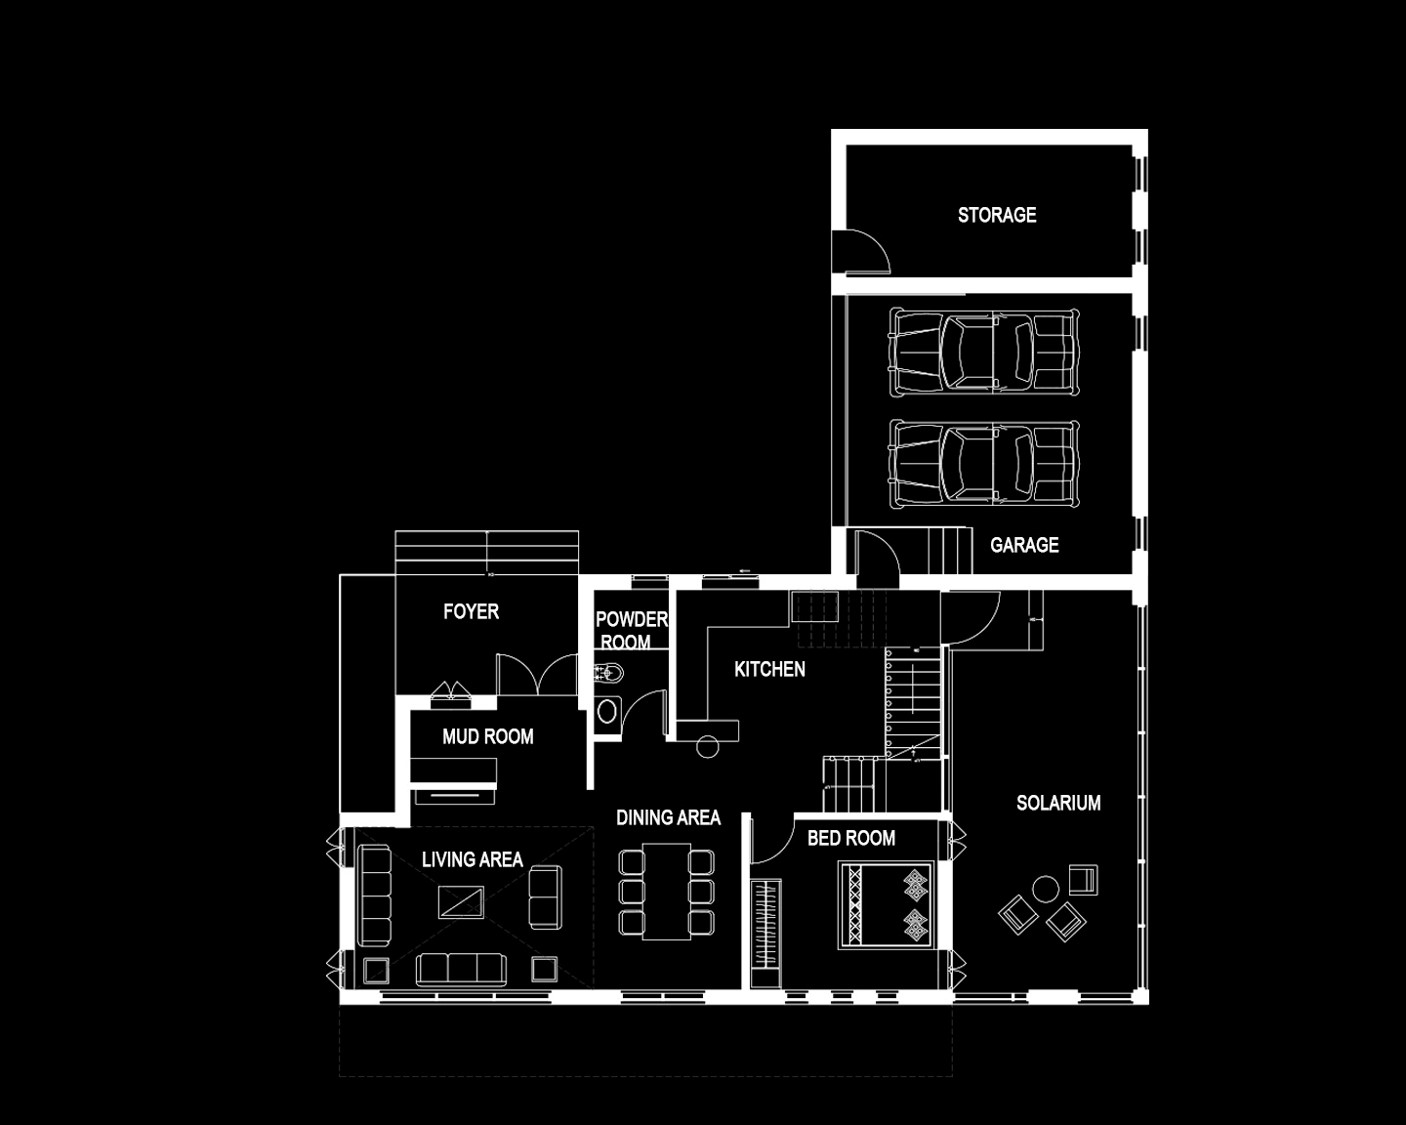 STORAGE
GARAGE
FOYER
POWDER
ROOM
KITCHEN
MUD ROOM
SOLARIUM
DINING AREA
BED ROOM
LIVING AREA